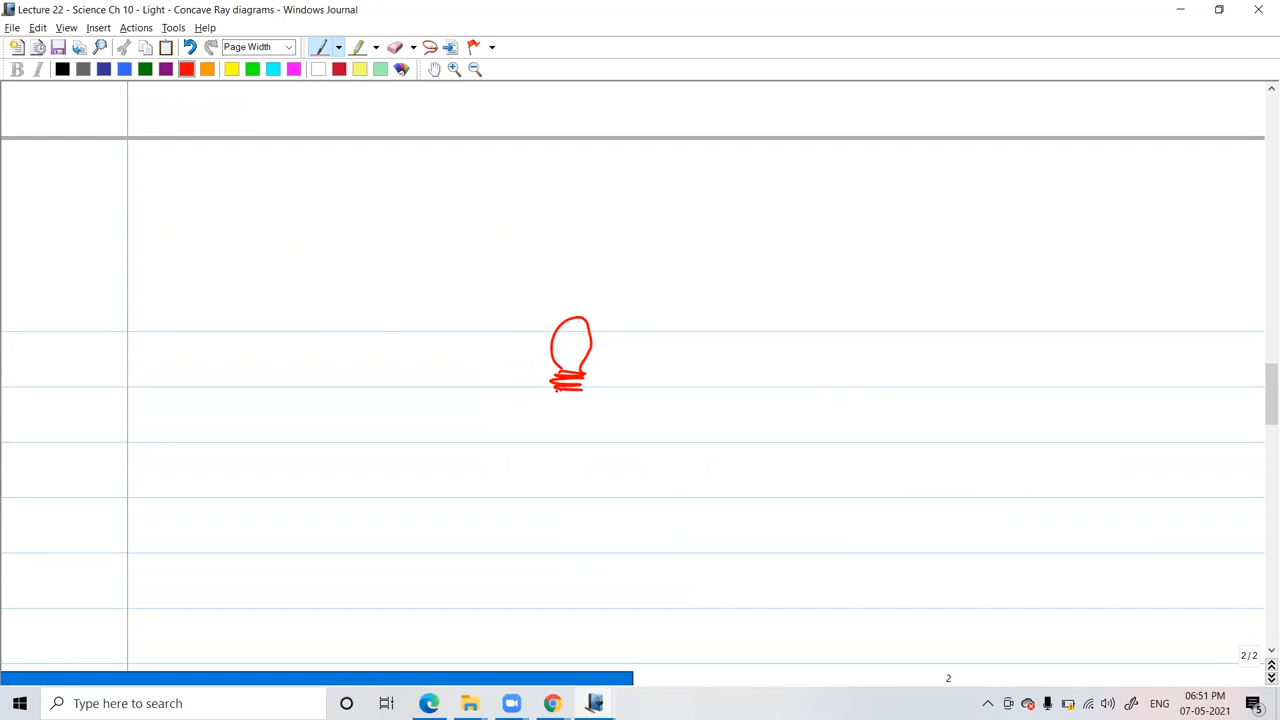 Lecture 22 - Science Ch 10 - Light - Concave Ray diagrams - Windows Journal
File Edit View Insert Actions Tools Help
Page Width
B I
2/2
2
Type here to search
ENG
06:51 PM
07-05-2021
5